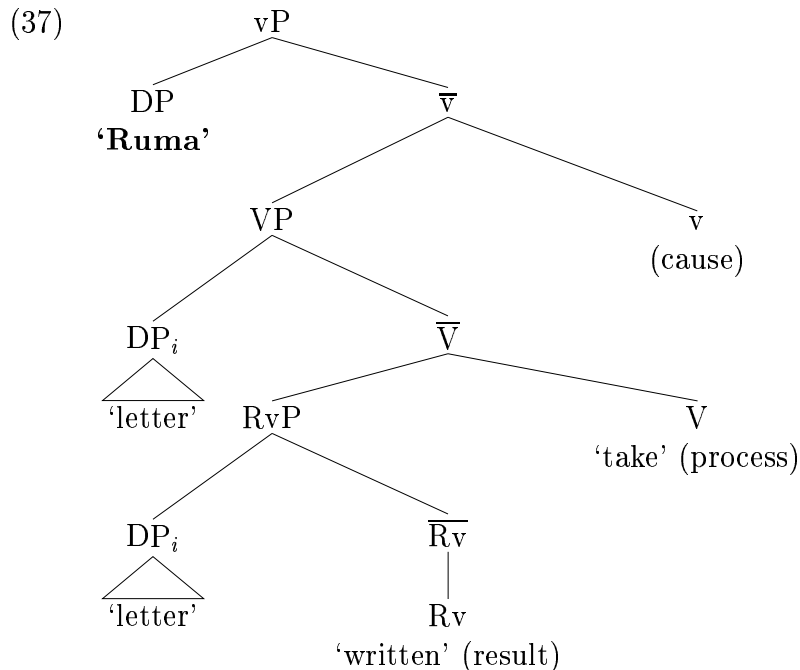 (37) vP
DP v̅
‘Ruma’
VP v
(cause)
DPᵢ V̅
‘letter’ RvP V
‘take’ (process)
DPᵢ R̅v̅
‘letter’ Rv
‘written’ (result)